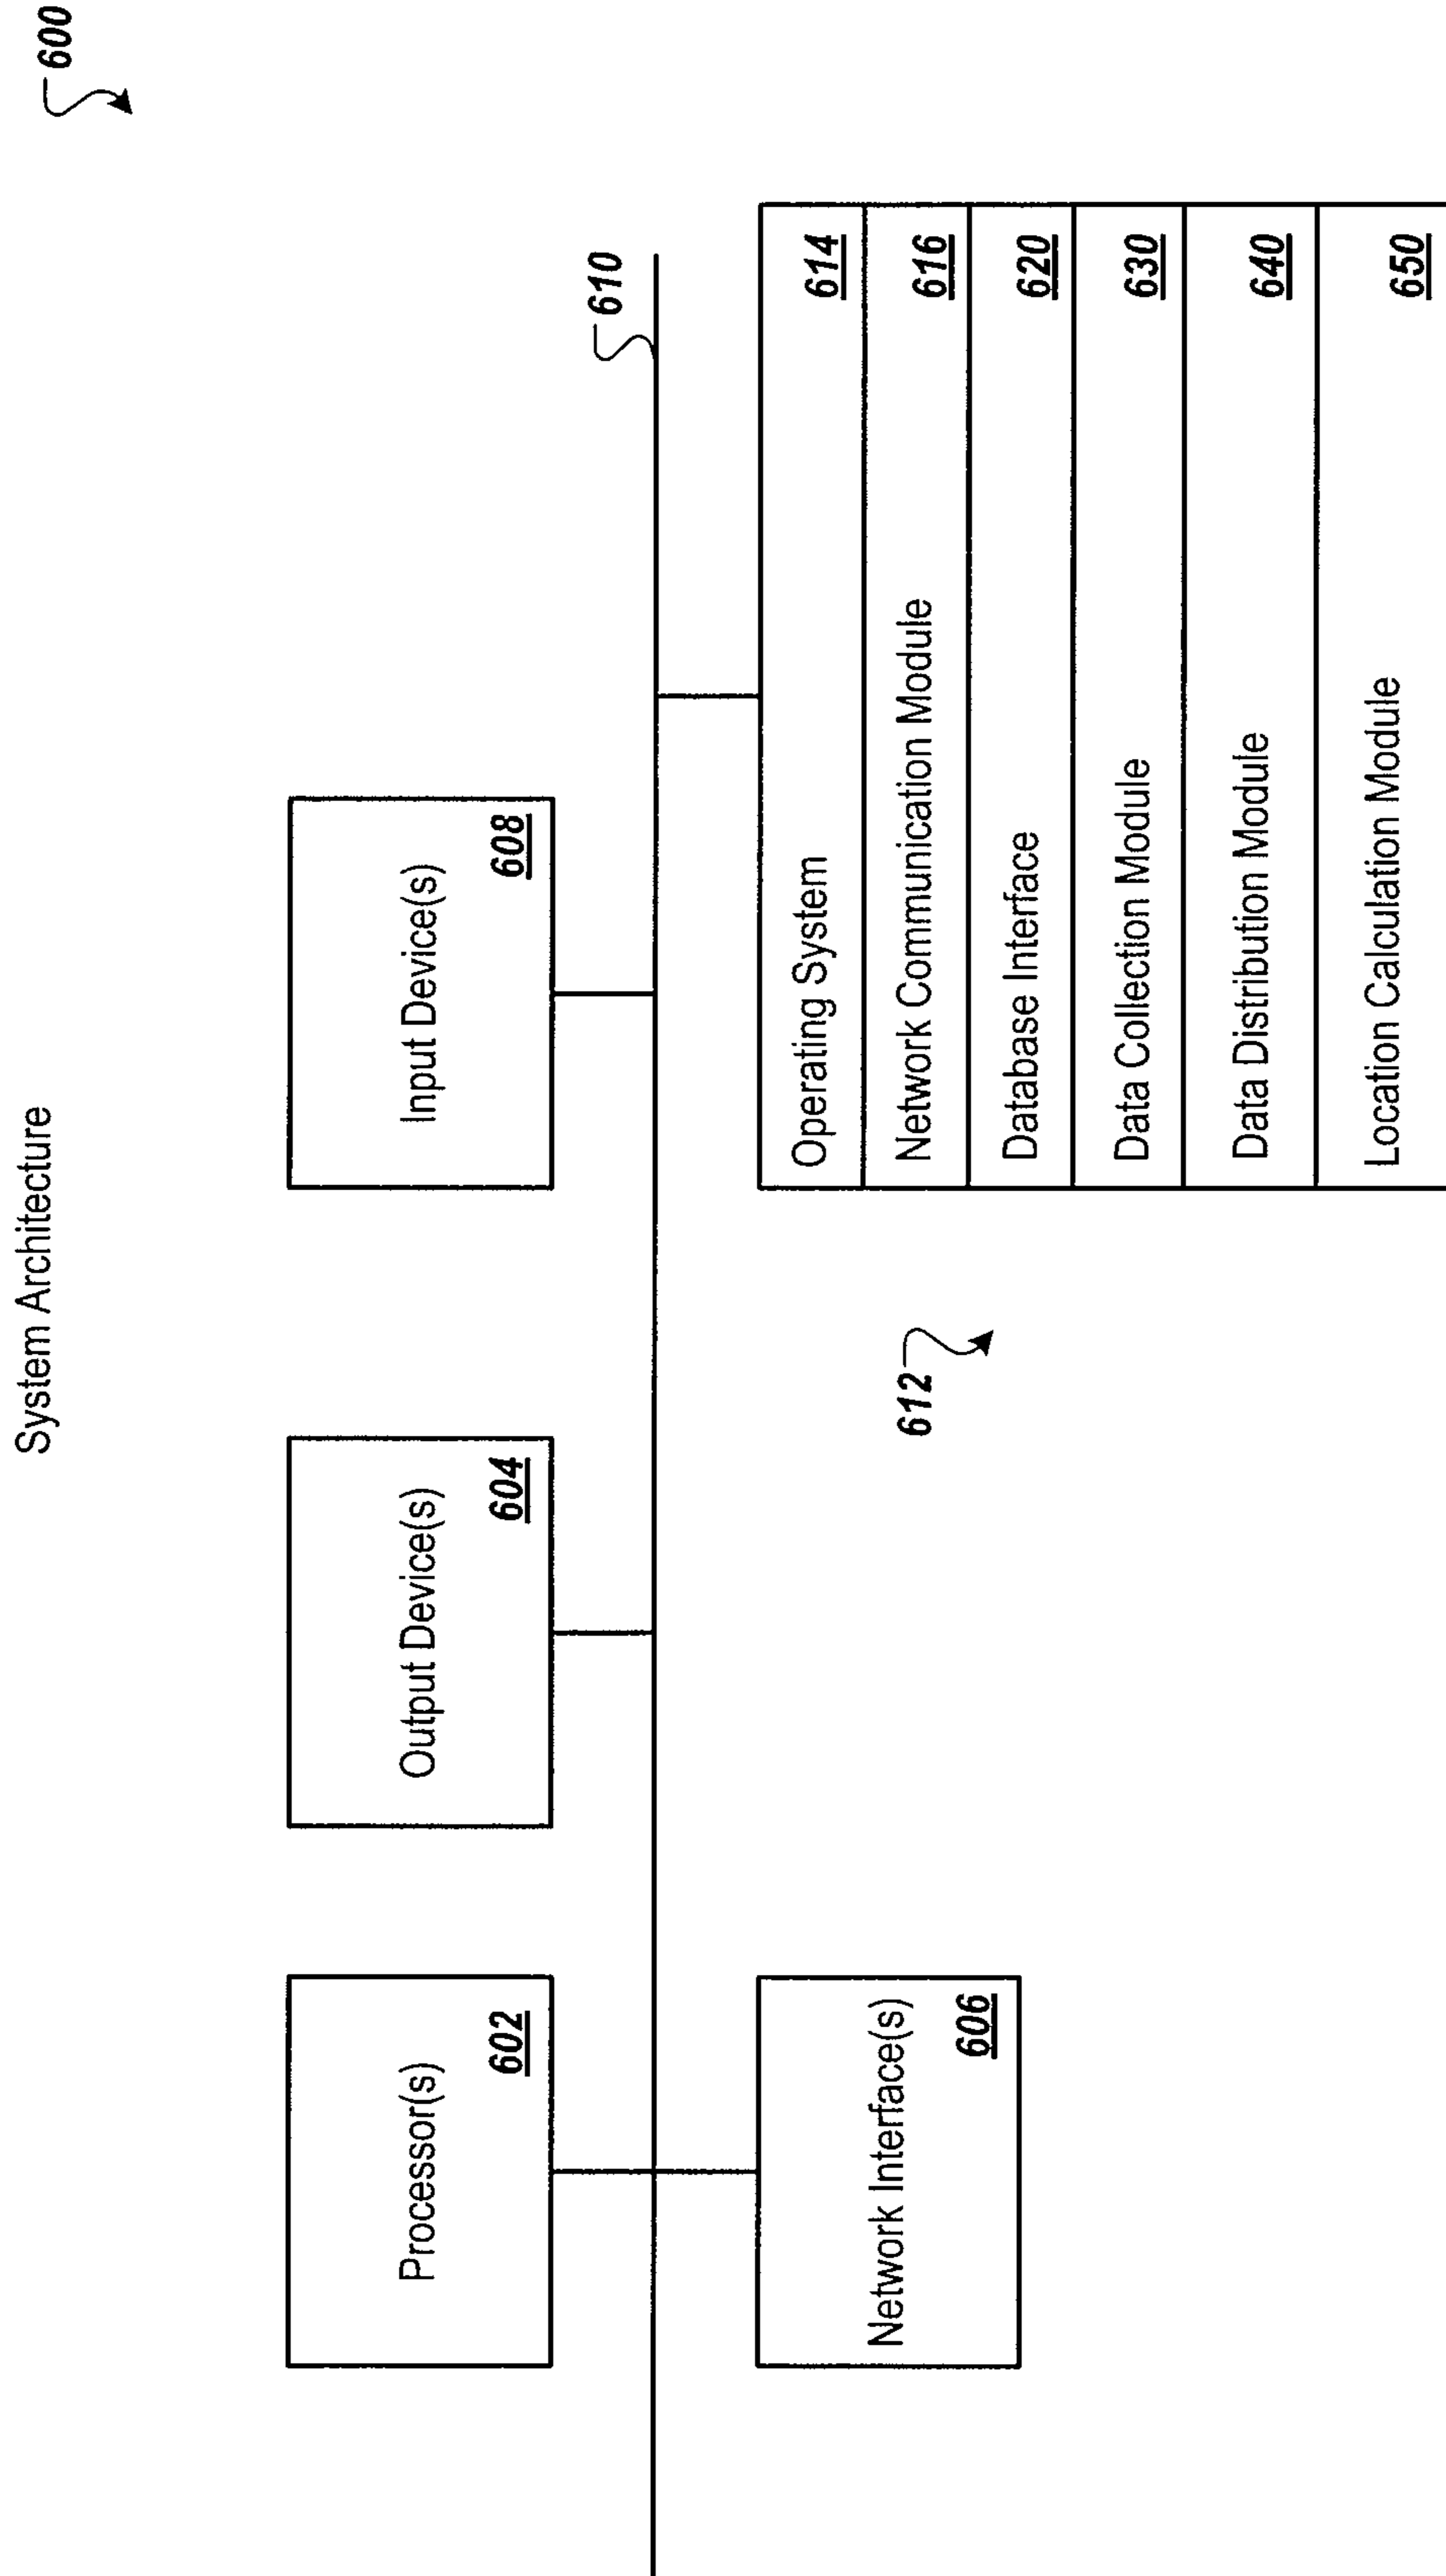 System Architecture
600
Processor(s)
602
Output Device(s)
604
Input Device(s)
608
610
Network Interface(s)
606
612
Operating System 614
Network Communication Module 616
Database Interface 620
Data Collection Module 630
Data Distribution Module 640
Location Calculation Module 650